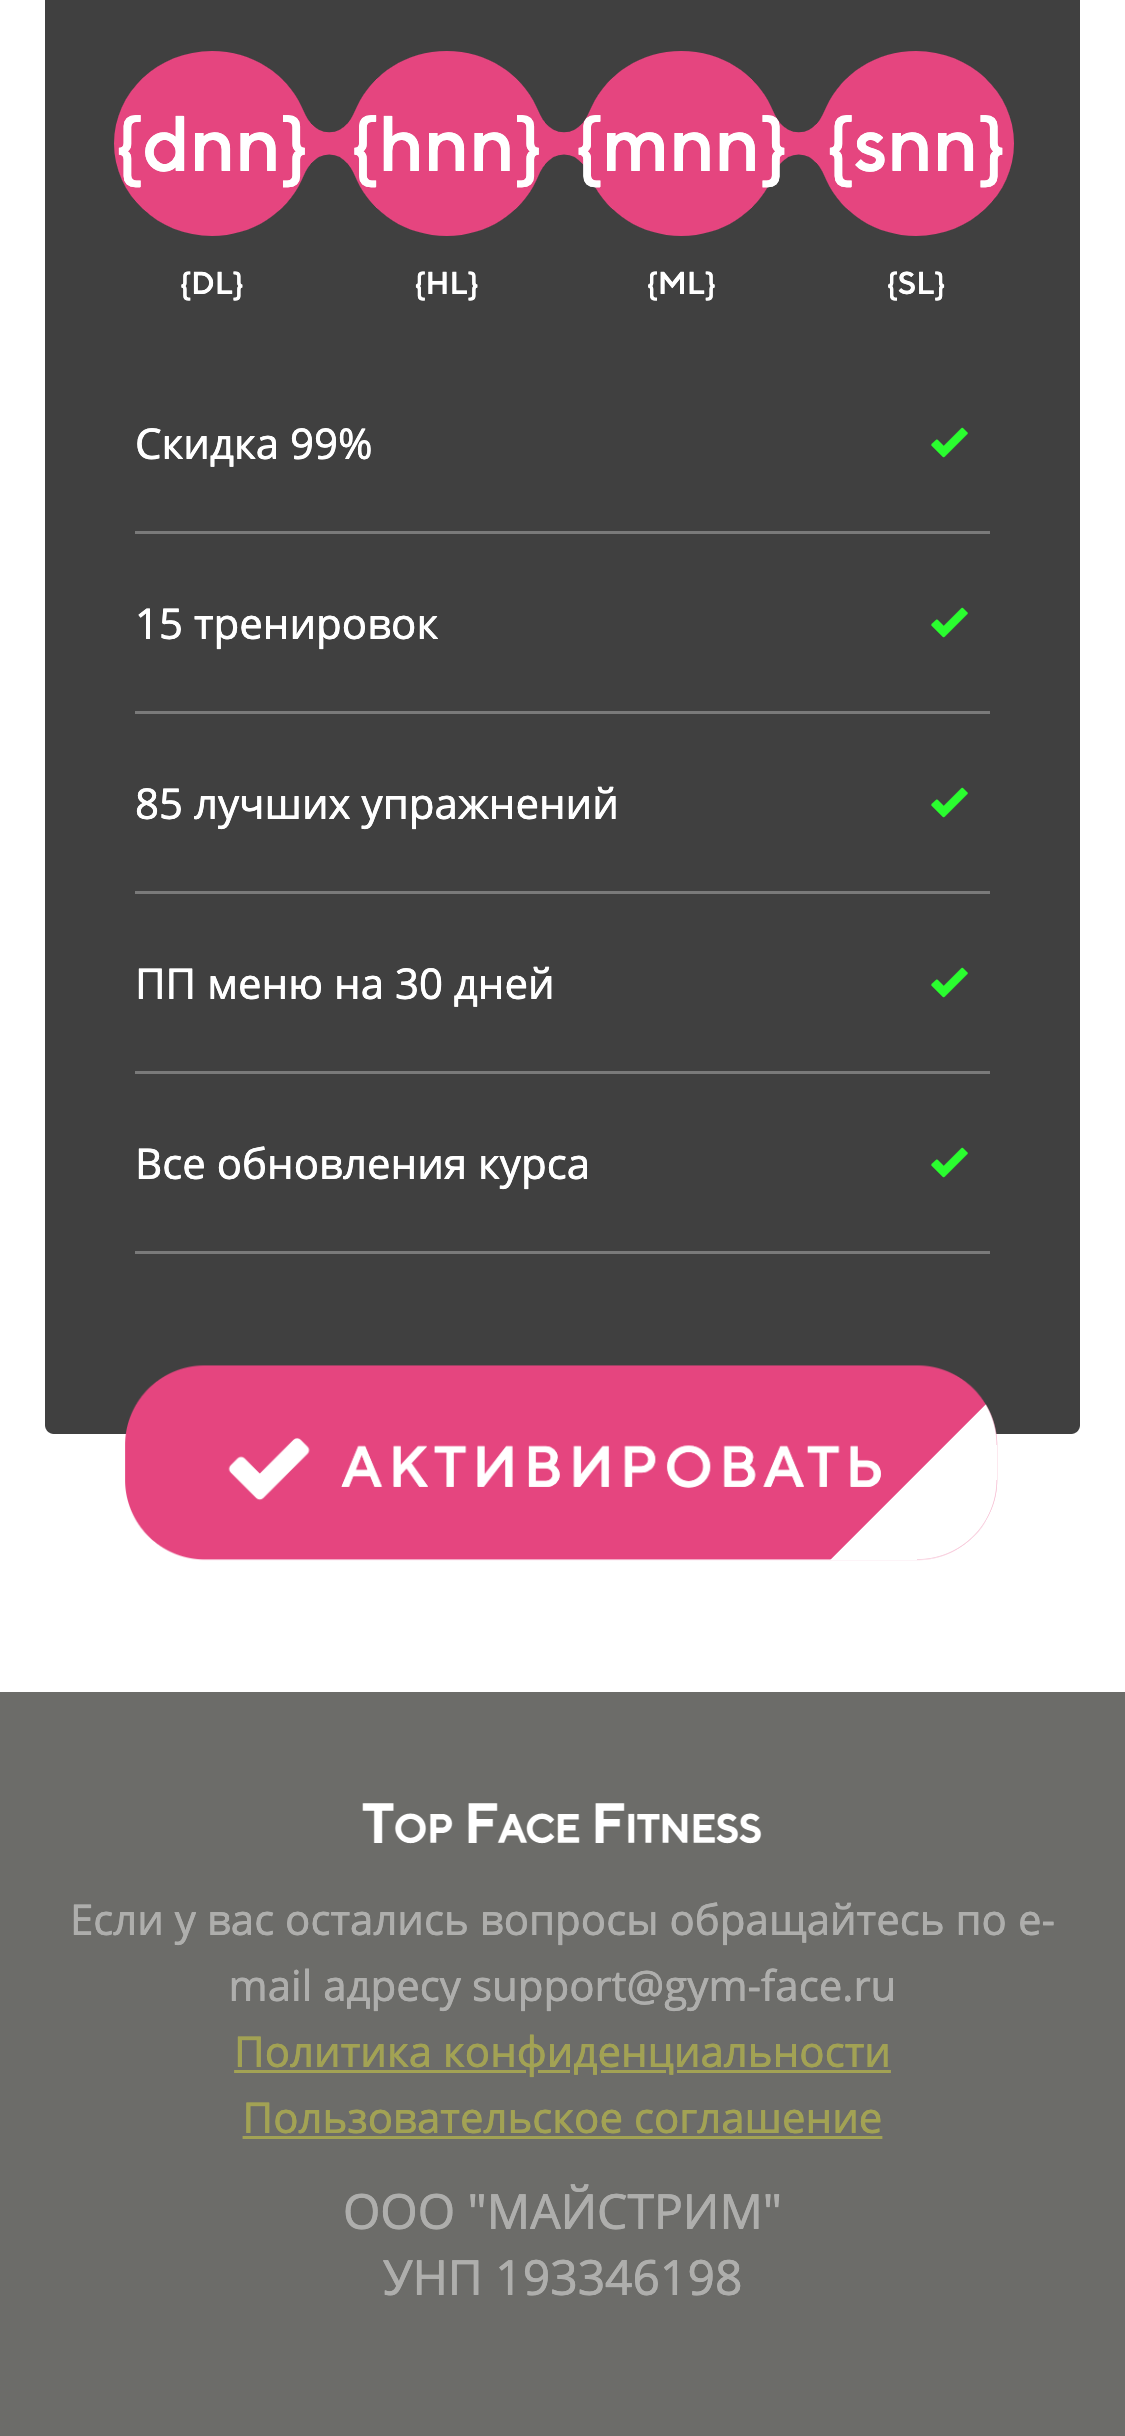 {dnn} {hnn} {mnn} {snn}
{DL} {HL} {ML} {SL}
Скидка 99%
15 тренировок
85 лучших упражнений
ПП меню на 30 дней
Все обновления курса
АКТИВИРОВАТЬ
Top Face Fitness
Если у вас остались вопросы обращайтесь по e-
mail адресу support@gym-face.ru
Политика конфиденциальности
Пользовательское соглашение
ООО "МАЙСТРИМ"
УНП 193346198